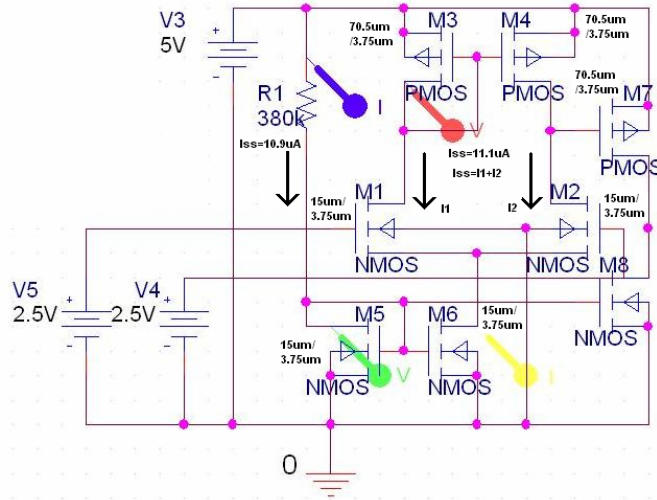 V3
5V
70.5um
/3.75um
M3
M4
70.5um
/3.75um
PMOS
PMOS
70.5um
/3.75um
M7
PMOS
R1
380k
I
V
Iss=10.9uA
Iss=11.1uA
Iss=I1+I2
15um/
3.75um
M1
I1
I2
M2
15um/
3.75um
NMOS
NMOS
M8
V5
2.5V
V4
2.5V
M5
M6
15um/
3.75um
15um/
3.75um
NMOS
V
NMOS
I
NMOS
0